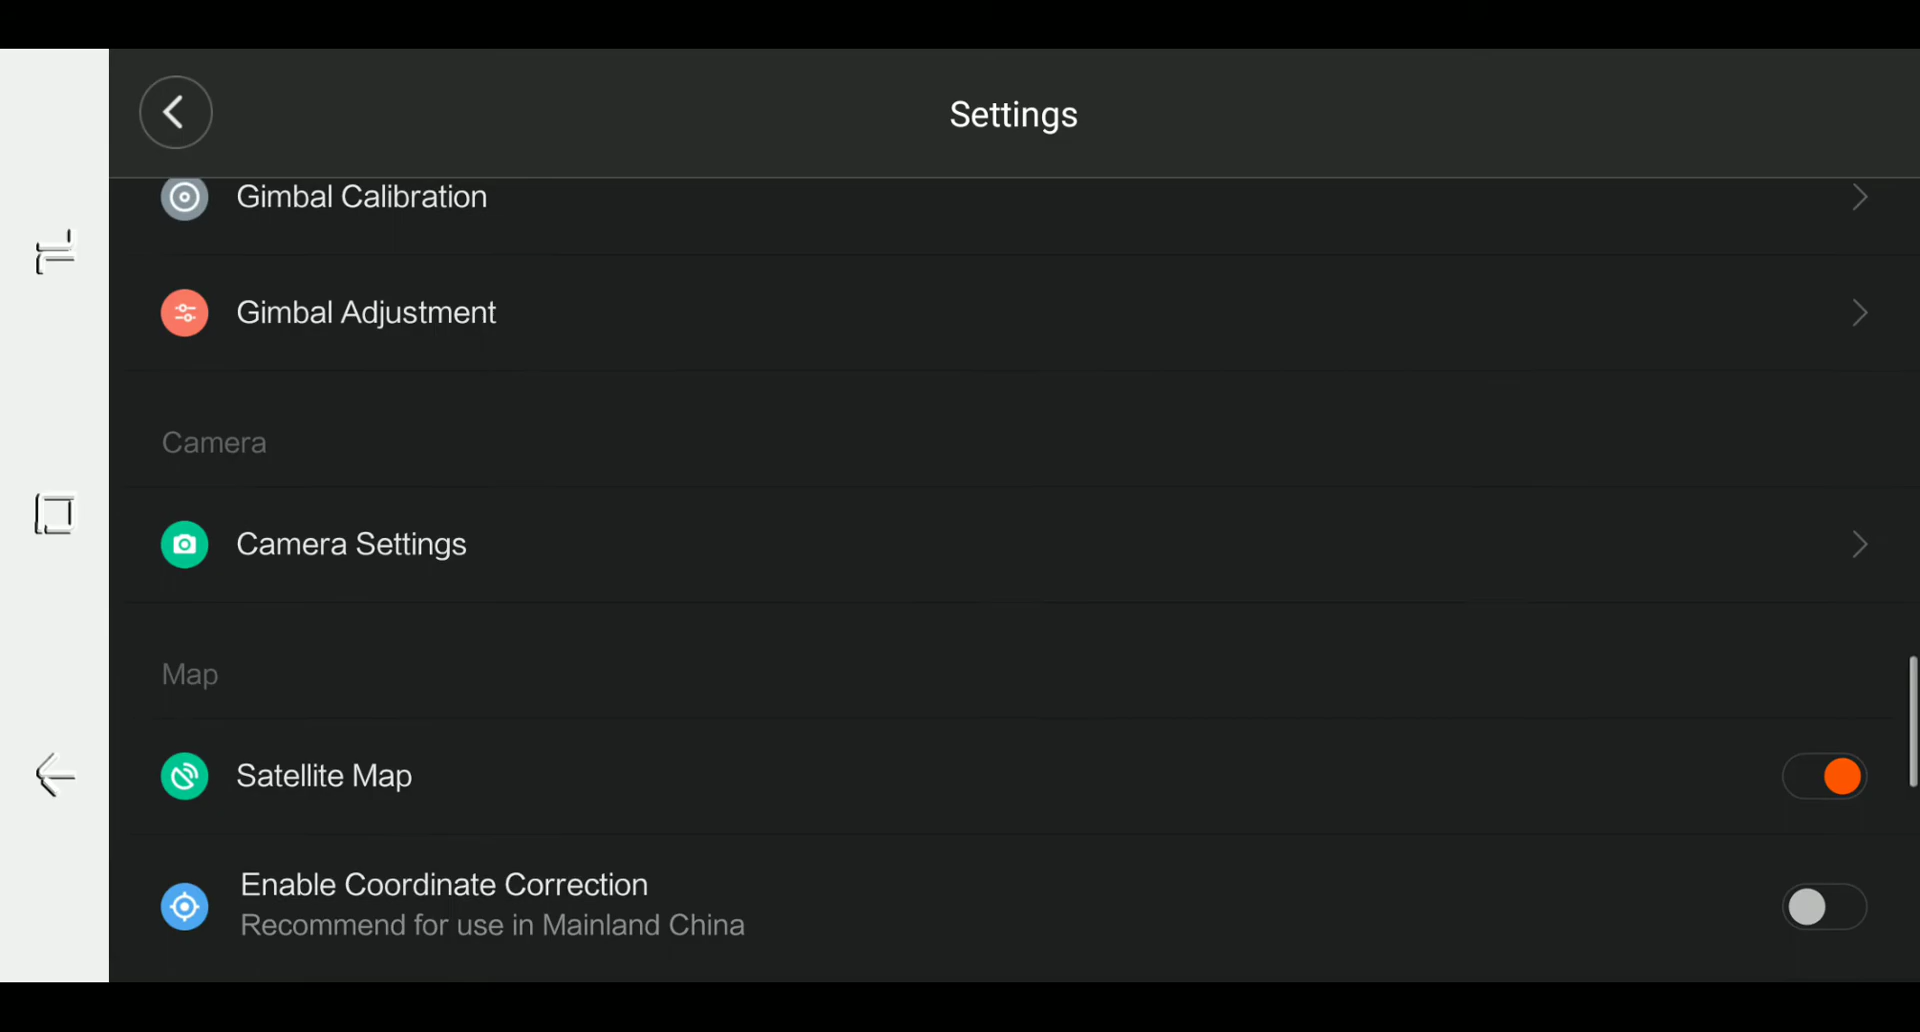 Settings
Gimbal Calibration
Gimbal Adjustment
Camera
Camera Settings
Map
Satellite Map
Enable Coordinate Correction
Recommend for use in Mainland China